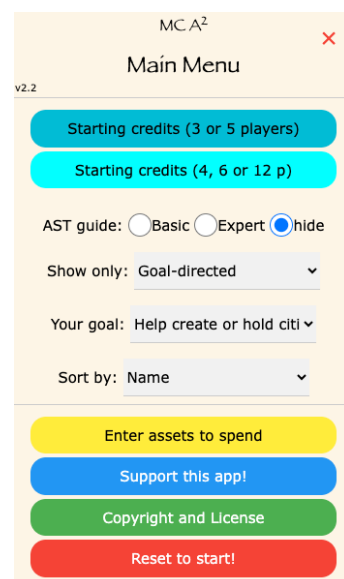 MC A²
×
Main Menu
v2.2
Starting credits (3 or 5 players)
Starting credits (4, 6 or 12 p)
AST guide: Basic Expert hide
Show only: Goal-directed
Your goal: Help create or hold citi
Sort by: Name
Enter assets to spend
Support this app!
Copyright and License
Reset to start!